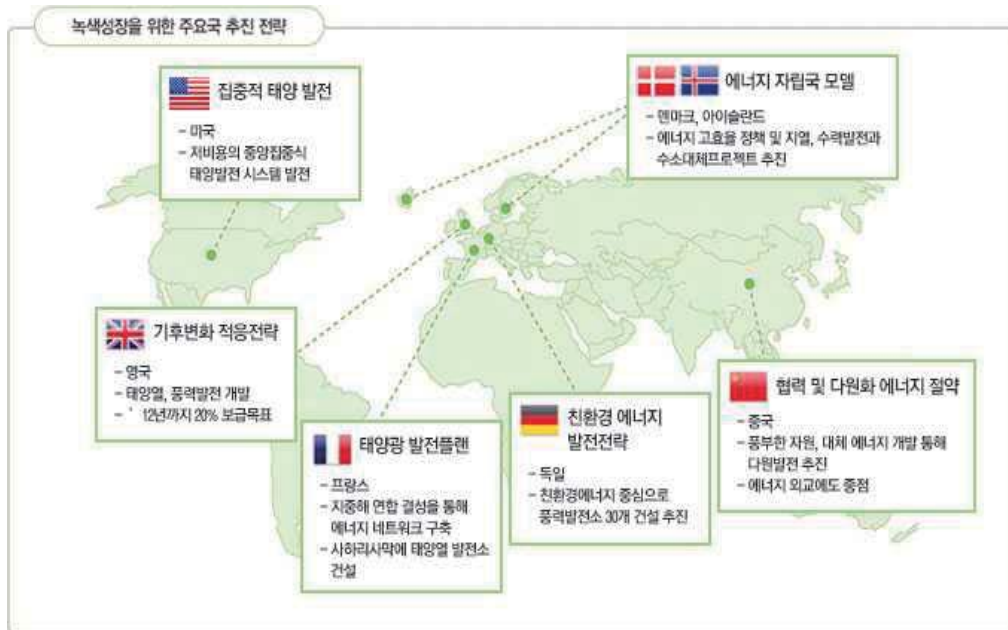 녹색성장을 위한 주요국 추진 전략
집중적 태양 발전
- 미국
- 저비용의 중앙집중식
태양발전 시스템 발전
에너지 자립국 모델
- 덴마크, 아이슬란드
- 에너지 고효율 정책 및 지열, 수력발전과
수소대체프로젝트 추진
기후변화 적응전략
- 영국
- 태양열, 풍력발전 개발
- ` 12년까지 20% 보급목표
태양광 발전플랜
- 프랑스
- 지중해 연합 결성을 통해
에너지 네트워크 구축
- 사하리사막에 태양열 발전소
건설
친환경 에너지
발전전략
- 독일
- 친환경에너지 중심으로
풍력발전소 30개 건설 추진
협력 및 다원화 에너지 절약
- 중국
- 풍부한 자원, 대체 에너지 개발 통해
다원발전 추진
- 에너지 외교에도 중점